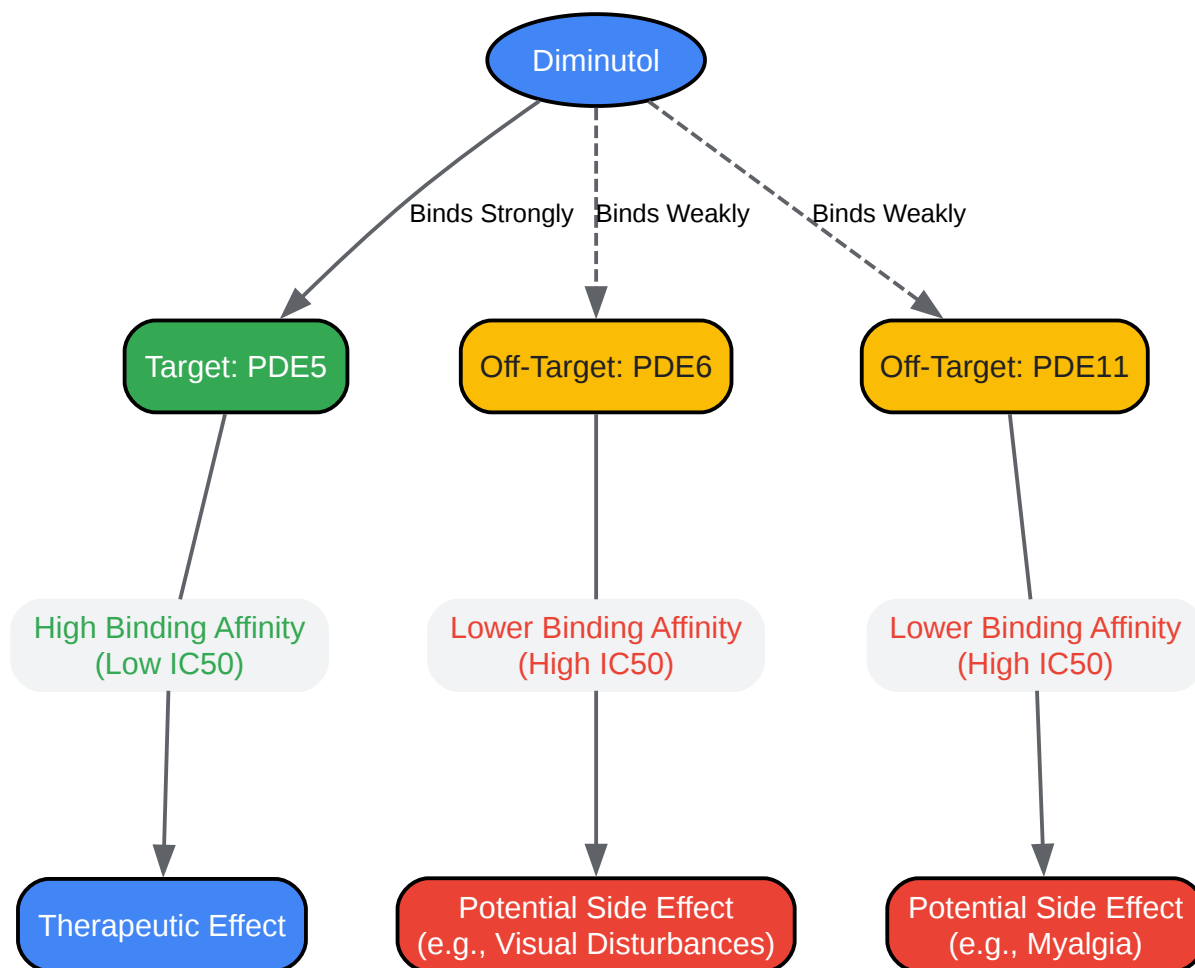 Diminutol
Binds Strongly
Binds Weakly
Binds Weakly
Target: PDE5
Off-Target: PDE6
Off-Target: PDE11
High Binding Affinity
(Low IC50)
Lower Binding Affinity
(High IC50)
Lower Binding Affinity
(High IC50)
Therapeutic Effect
Potential Side Effect
(e.g., Visual Disturbances)
Potential Side Effect
(e.g., Myalgia)